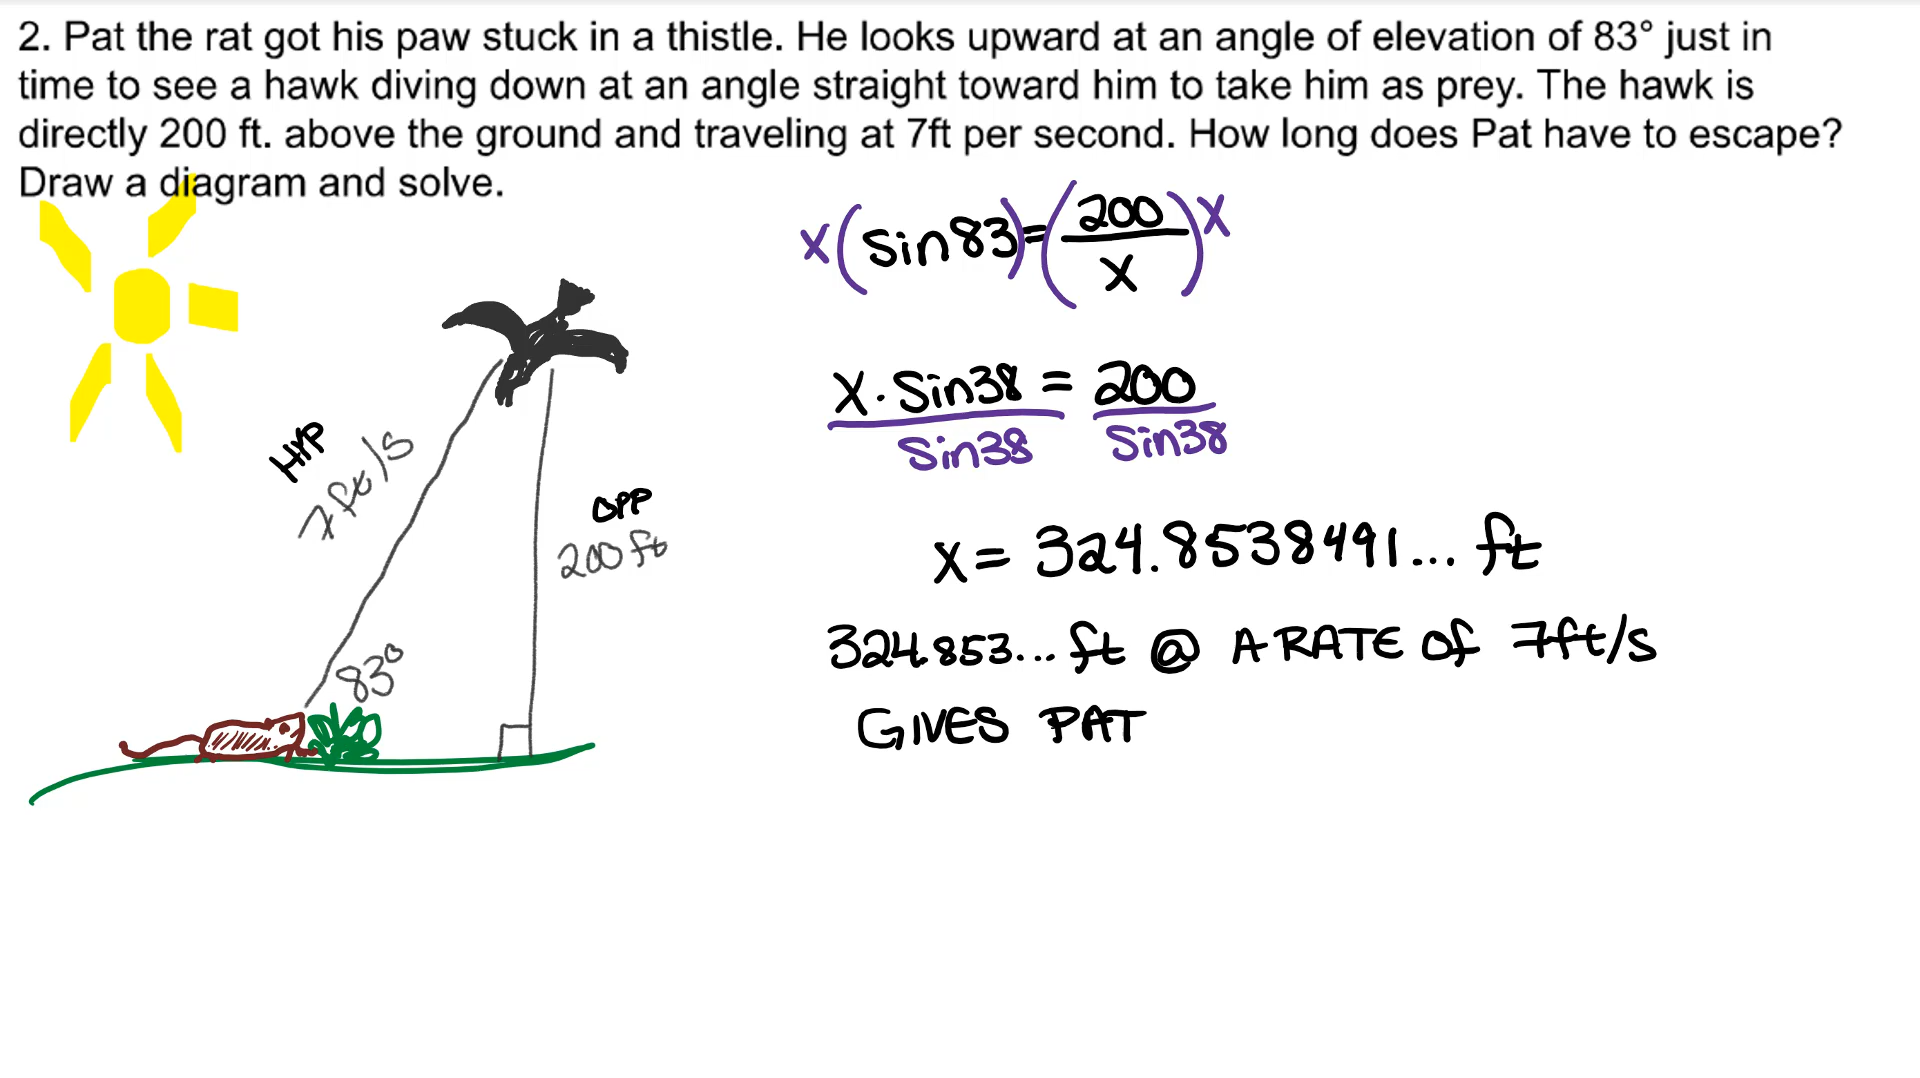 2. Pat the rat got his paw stuck in a thistle. He looks upward at an angle of elevation of 83° just in
time to see a hawk diving down at an angle straight toward him to take him as prey. The hawk is
directly 200 ft. above the ground and traveling at 7ft per second. How long does Pat have to escape?
Draw a diagram and solve.
x(sin83)=(200/x)x
x·sin38 = 200
sin38 sin38
x= 324.8538491... ft
324.853... ft @ A RATE of 7ft/s
GIVES PAT
HYP
7ft/s
OPP
200ft
83°